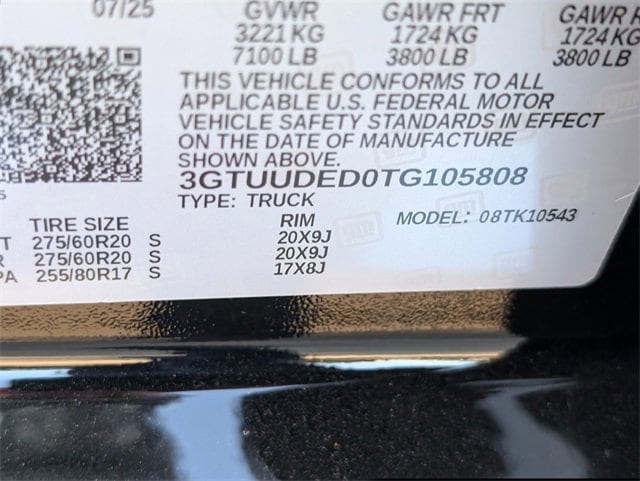 07/25 GVWR GAWR FRT GAWR R
3221 KG 1724 KG 1724 KG
7100 LB 3800 LB 3800 LB
THIS VEHICLE CONFORMS TO ALL
APPLICABLE U.S. FEDERAL MOTOR
VEHICLE SAFETY STANDARDS IN EFFECT
ON THE DATE OF MANUFACTURE
SHOWN ABOVE.
3GTUUDED0TG105808
TYPE: TRUCK MODEL: 08TK10543
TIRE SIZE RIM
T 275/60R20 S 20X9J
R 275/60R20 S 20X9J
PA 255/80R17 S 17X8J